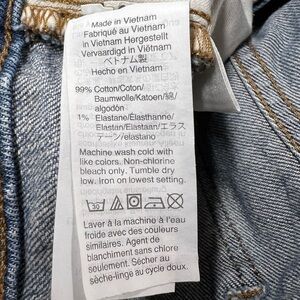 Made in Vietnam
Fabriqué au Vietnam
in Vietnam Hergestellt
Vervaardigd in Viëtnam
ベトナム製
Hecho en Vietnam
99% Cotton/Coton/
Baumwolle/Katoen/綿/
algodón
1% Elastane/Élasthanne/
Elastan/Elastaan/エラス
テーン/elastano
Machine wash cold with
like colors. Non-chlorine
bleach only. Tumble dry
low. Iron on lowest setting.
30
Laver à la machine à l'eau
froide avec des couleurs
similaires. Agent de
blanchiment sans chlore
seulement. Sécher au
sèche-linge au cycle doux.